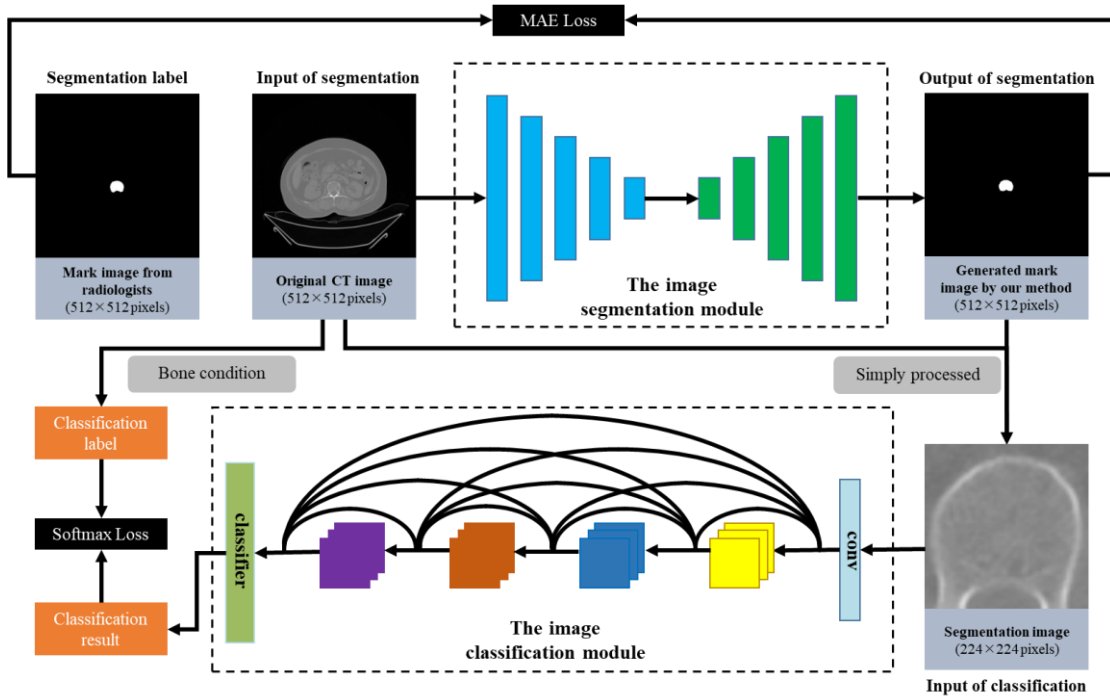 MAE Loss
Segmentation label
Input of segmentation
Output of segmentation
Mark image from
radiologists
(512×512pixels)
Original CT image
(512×512pixels)
The image
segmentation module
Generated mark
image by our method
(512×512pixels)
Bone condition
Simply processed
Classification
label
Softmax Loss
Classification
result
classifier
conv
The image
classification module
Segmentation image
(224×224pixels)
Input of classification